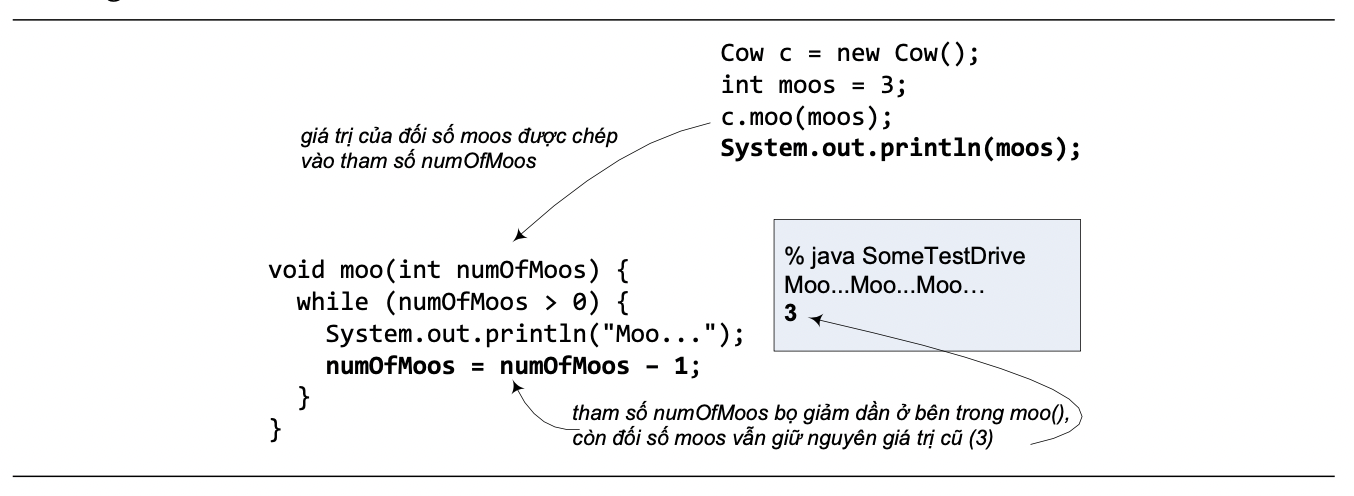 Cow c = new Cow();
int moos = 3;
c.moo(moos);
System.out.println(moos);
giá trị của đối số moos được chép
vào tham số numOfMoos
void moo(int numOfMoos) {
while (numOfMoos > 0) {
System.out.println("Moo...");
numOfMoos = numOfMoos – 1;
}
}
% java SomeTestDrive
Moo...Moo...Moo…
3
tham số numOfMoos bọ giảm dần ở bên trong moo(),
còn đối số moos vẫn giữ nguyên giá trị cũ (3)